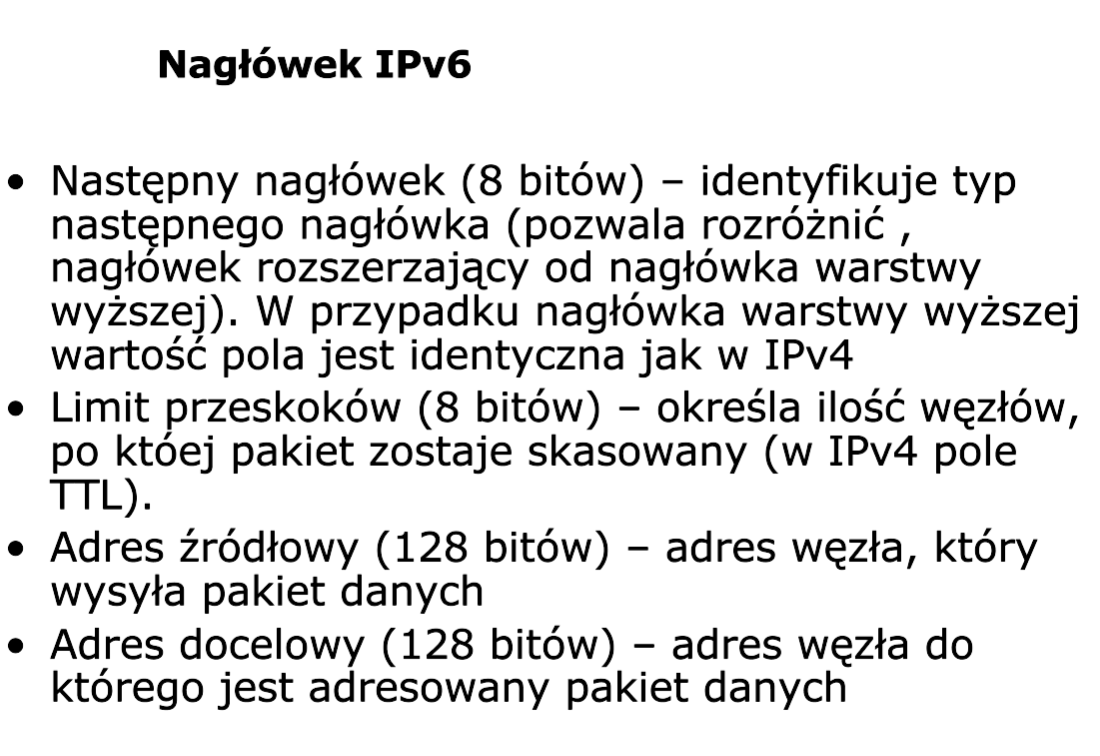 Nagłówek IPv6
• Następny nagłówek (8 bitów) – identyfikuje typ
następnego nagłówka (pozwala rozróżnić ,
nagłówek rozszerzający od nagłówka warstwy
wyższej). W przypadku nagłówka warstwy wyższej
wartość pola jest identyczna jak w IPv4
• Limit przeskoków (8 bitów) – określa ilość węzłów,
po któej pakiet zostaje skasowany (w IPv4 pole
TTL).
• Adres źródłowy (128 bitów) – adres węzła, który
wysyła pakiet danych
• Adres docelowy (128 bitów) – adres węzła do
którego jest adresowany pakiet danych